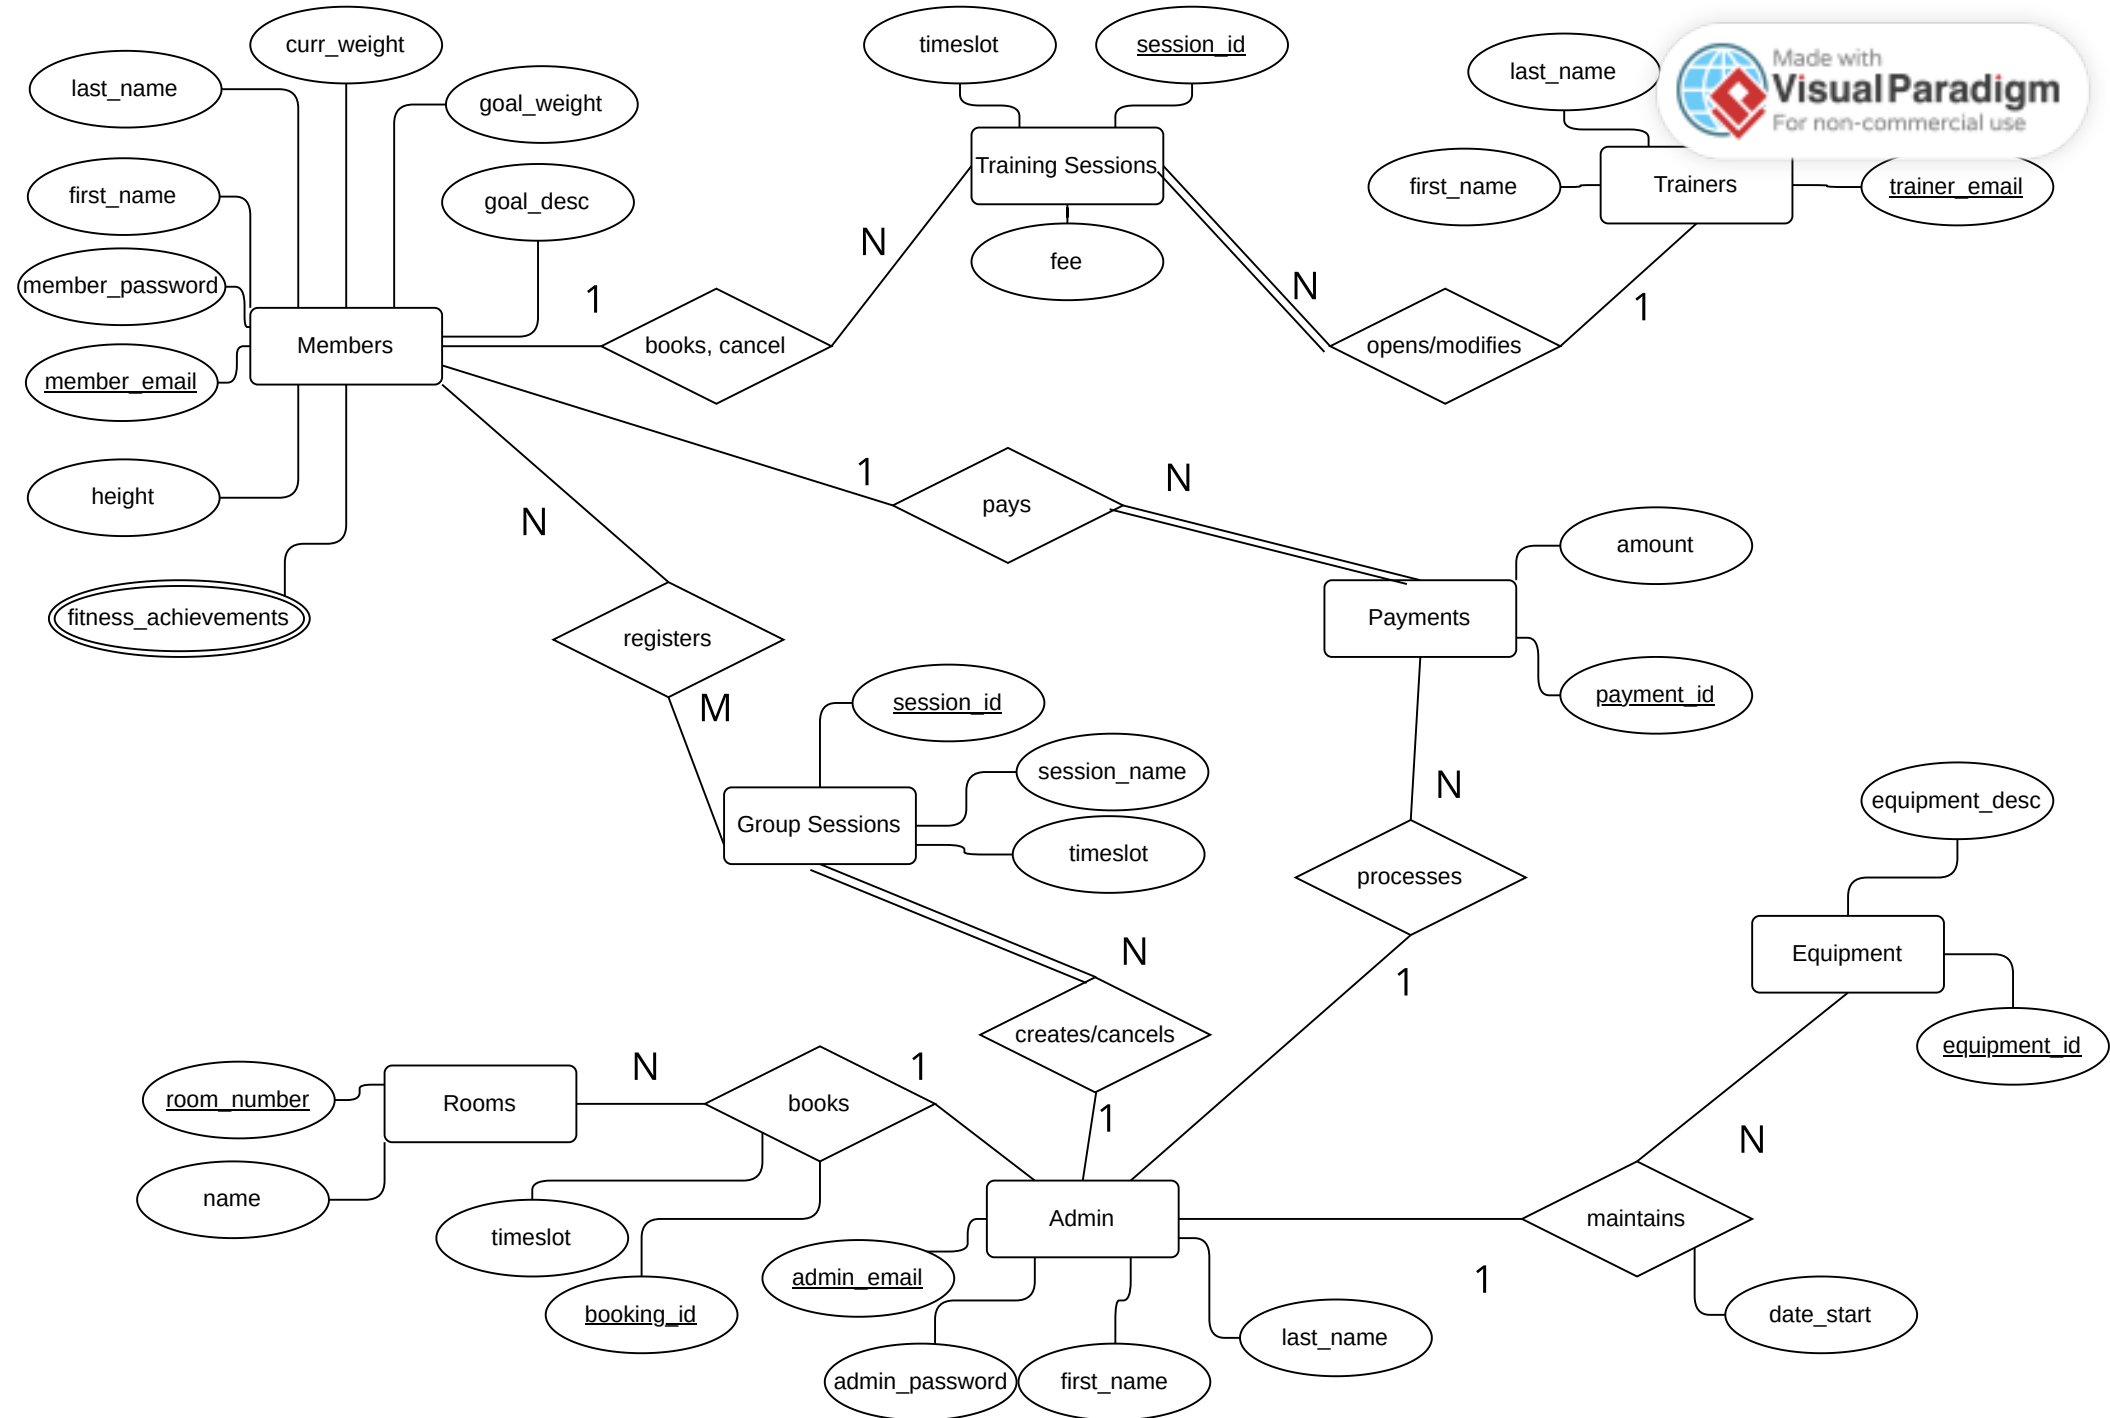 curr_weight
timeslot
session_id
last_name
Made with
Visual Paradigm
For non-commercial use
last_name
goal_weight
Training Sessions
first_name
Trainers
trainer_email
first_name
goal_desc
N
fee
member_password
1
N
1
Members
books, cancel
opens/modifies
member_email
1
N
height
pays
N
amount
fitness_achievements
registers
Payments
M
session_id
payment_id
session_name
N
equipment_desc
Group Sessions
timeslot
processes
N
1
Equipment
creates/cancels
equipment_id
N
1
room_number
Rooms
books
1
N
name
timeslot
Admin
maintains
admin_email
1
booking_id
last_name
date_start
admin_password
first_name